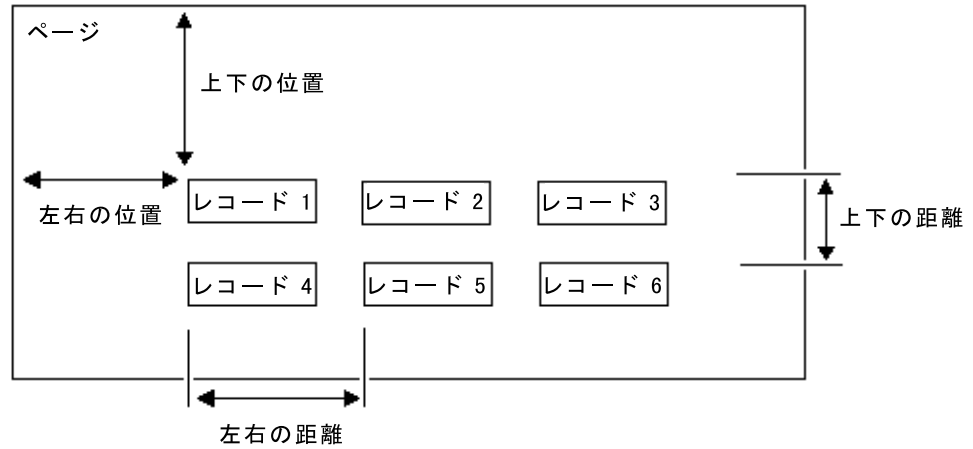 ページ
上下の位置
左右の位置
レコード 1
レコード 2
レコード 3
上下の距離
レコード 4
レコード 5
レコード 6
左右の距離